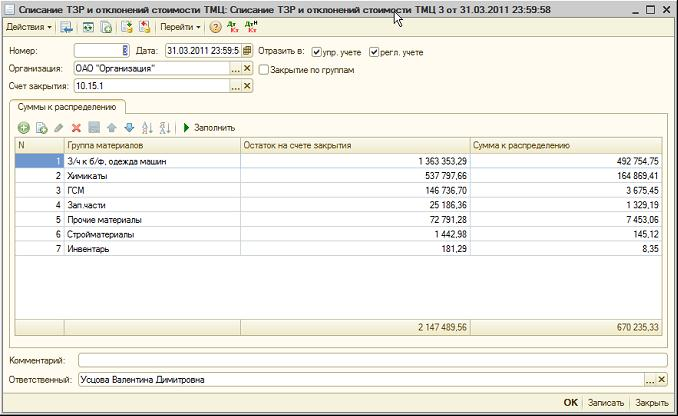 Списание ТЗР и отклонений стоимости ТМЦ: Списание ТЗР и отклонений стоимости ТМЦ 3 от 31.03.2011 23:59:58
Действия Перейти ? Дт Кт Дт Кт Н
Номер: 3 Дата: 31.03.2011 23:59:5 Отразить в: упр. учете регл. учете
Организация: ОАО "Организация" ... Закрытие по группам
Счет закрытия: 10.15.1 ...
Суммы к распределению
Заполнить
N Группа материалов Остаток на счете закрытия Сумма к распределению
1 З/ч к б/ф, одежда машин 1 363 353,29 492 754,75
2 Химикаты 537 797,66 164 869,41
3 ГСМ 146 736,70 3 675,45
4 Зап.части 25 186,36 1 329,19
5 Прочие материалы 72 791,28 7 453,06
6 Стройматериалы 1 442,98 145,12
7 Инвентарь 181,29 8,35
2 147 489,56 670 235,33
Комментарий:
Ответственный: Усцова Валентина Димитровна ...
OK Записать Закрыть